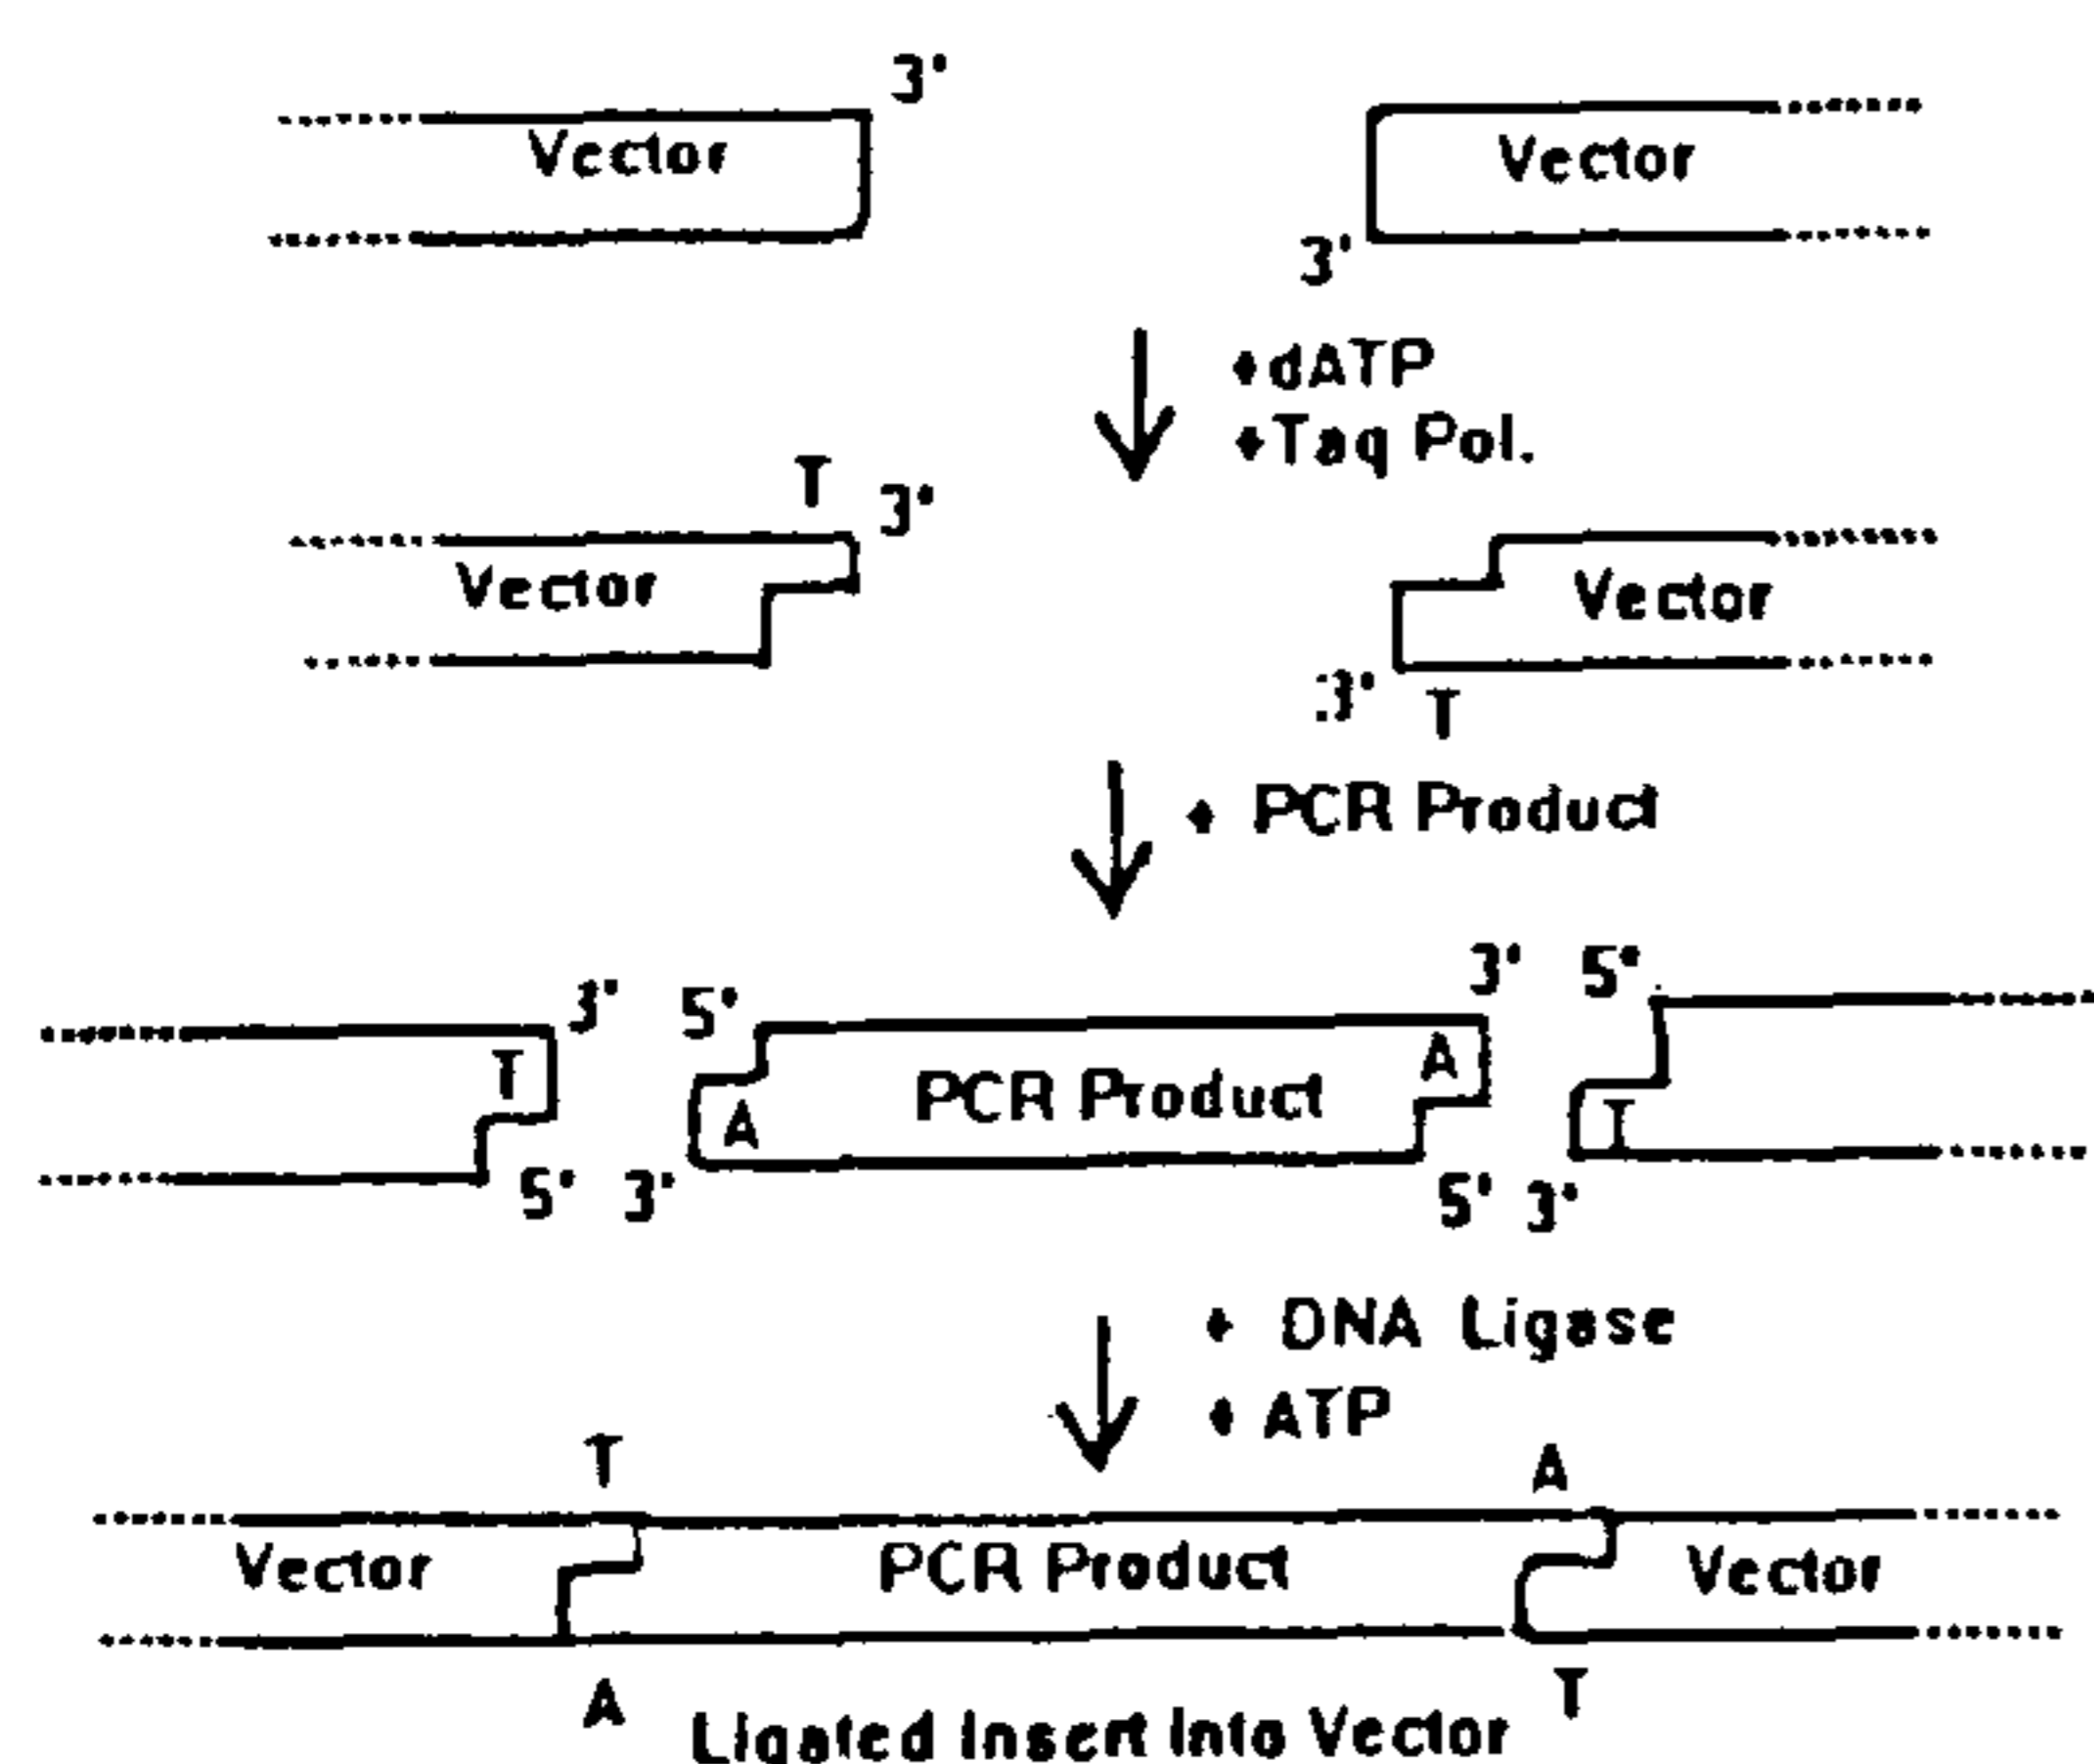 3'
Vector Vector
3'
♦dATP
♦Taq Pol.
T 3'
Vector Vector
3' T
♦ PCR Product
3' 5' 3' 5'
T A PCR Product A T
5' 3' 5' 3'
♦ DNA Ligase
♦ ATP
T A
Vector PCR Product Vector
A T
Ligated Insert Into Vector